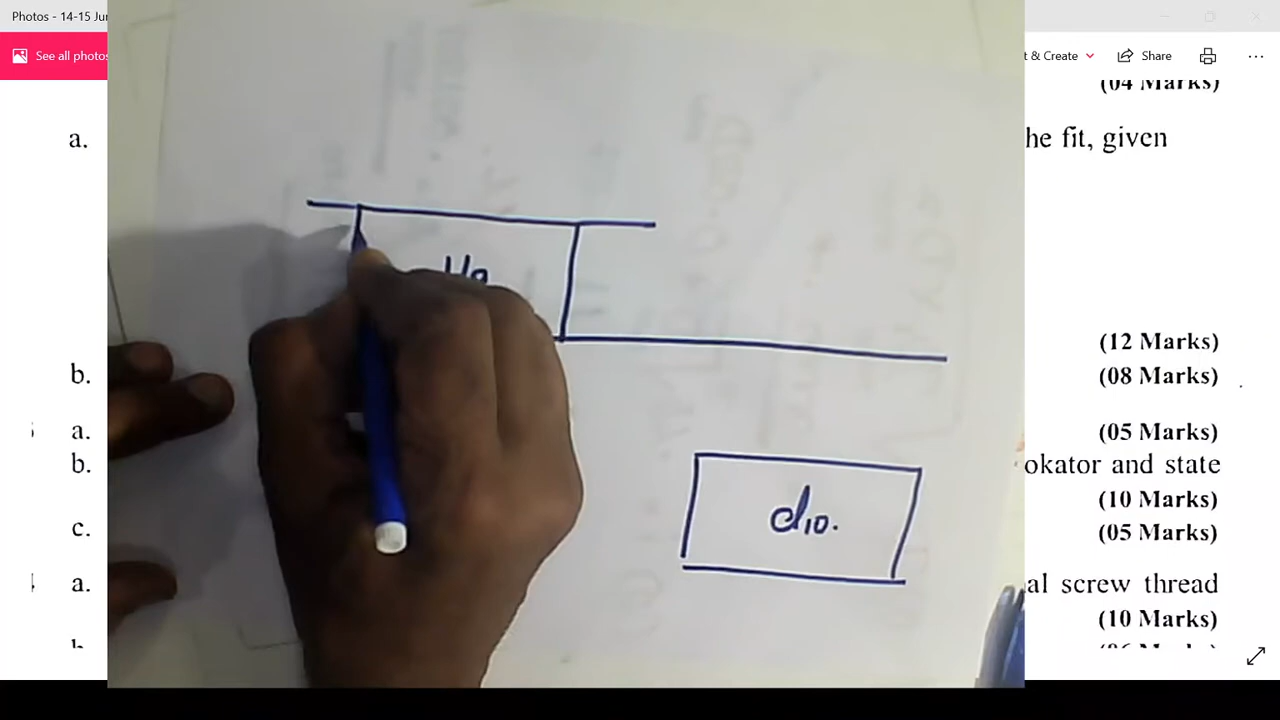 Photos - 14-15 Jun
See all photos
t & Create
Share
(04 Marks)
a.
he fit, given
(12 Marks)
b.
(08 Marks)
a.
(05 Marks)
b.
okator and state
(10 Marks)
c.
(05 Marks)
a.
al screw thread
(10 Marks)
d10.